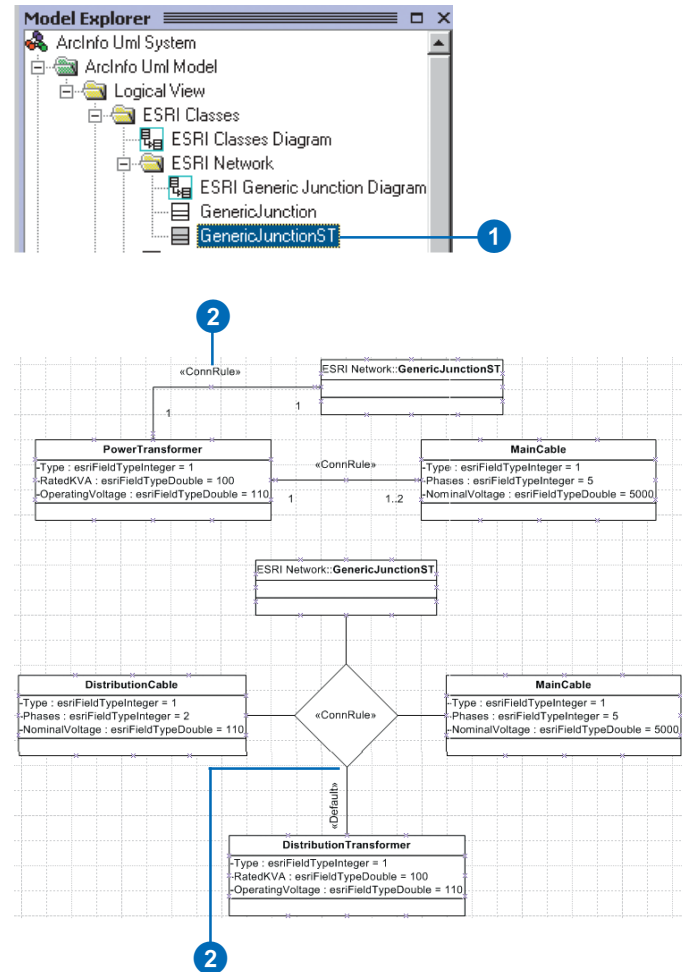 Model Explorer
ArcInfo Uml System
ArcInfo Uml Model
Logical View
ESRI Classes
ESRI Classes Diagram
ESRI Network
ESRI Generic Junction Diagram
GenericJunction
GenericJunctionST
1
2
«ConnRule»
ESRI Network::GenericJunctionST
1
1
PowerTransformer
-Type : esriFieldTypeInteger = 1
-RatedKVA : esriFieldTypeDouble = 100
-OperatingVoltage : esriFieldTypeDouble = 110
«ConnRule»
1
1..2
MainCable
-Type : esriFieldTypeInteger = 1
-Phases : esriFieldTypeInteger = 5
-NominalVoltage : esriFieldTypeDouble = 5000
ESRI Network::GenericJunctionST
DistributionCable
-Type : esriFieldTypeInteger = 1
-Phases : esriFieldTypeInteger = 2
-NominalVoltage : esriFieldTypeDouble = 110
«ConnRule»
MainCable
-Type : esriFieldTypeInteger = 1
-Phases : esriFieldTypeInteger = 5
-NominalVoltage : esriFieldTypeDouble = 5000
«Default»
DistributionTransformer
-Type : esriFieldTypeInteger = 1
-RatedKVA : esriFieldTypeDouble = 100
-OperatingVoltage : esriFieldTypeDouble = 110
2